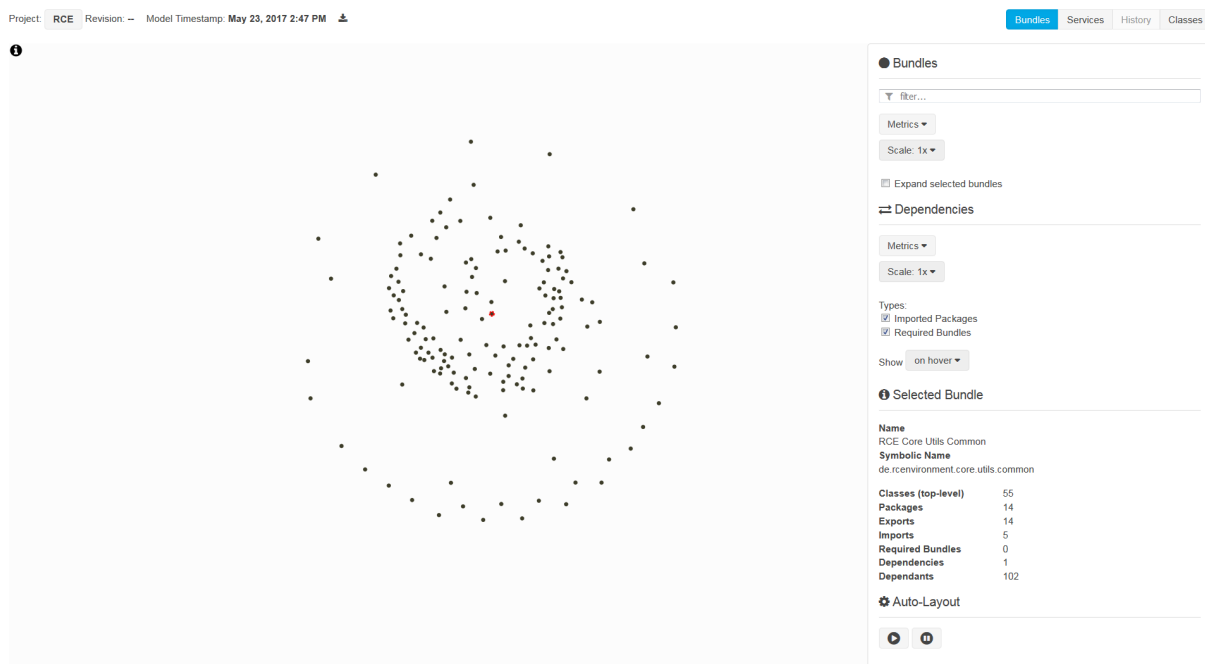 Project: RCE Revision: -- Model Timestamp: May 23, 2017 2:47 PM
Bundles Services History Classes
Bundles
filter...
Metrics
Scale: 1x
Expand selected bundles
Dependencies
Metrics
Scale: 1x
Types:
Imported Packages
Required Bundles
Show on hover
Selected Bundle
Name
RCE Core Utils Common
Symbolic Name
de.rcenvironment.core.utils.common
Classes (top-level) 55
Packages 14
Exports 14
Imports 5
Required Bundles 0
Dependencies 1
Dependants 102
Auto-Layout